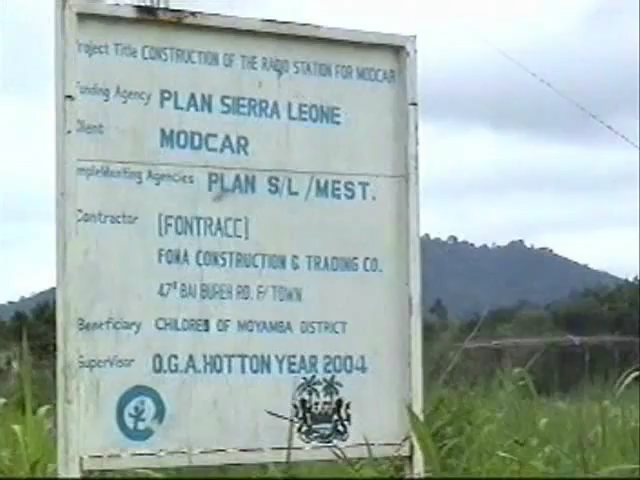 Project Title CONSTRUCTION OF THE RADIO STATION FOR MODCAR
Funding Agency PLAN SIERRA LEONE
Client MODCAR
ImpleMenting Agencies PLAN S/L /MEST.
Contractor [FONTRACC]
FONA CONSTRUCTION & TRADING CO.
BAI BUREH RD. F/TOWN
Beneficiary CHILDREN OF MOYAMBA DISTRICT
Supervisor O.G.A.HOTTON YEAR 2004